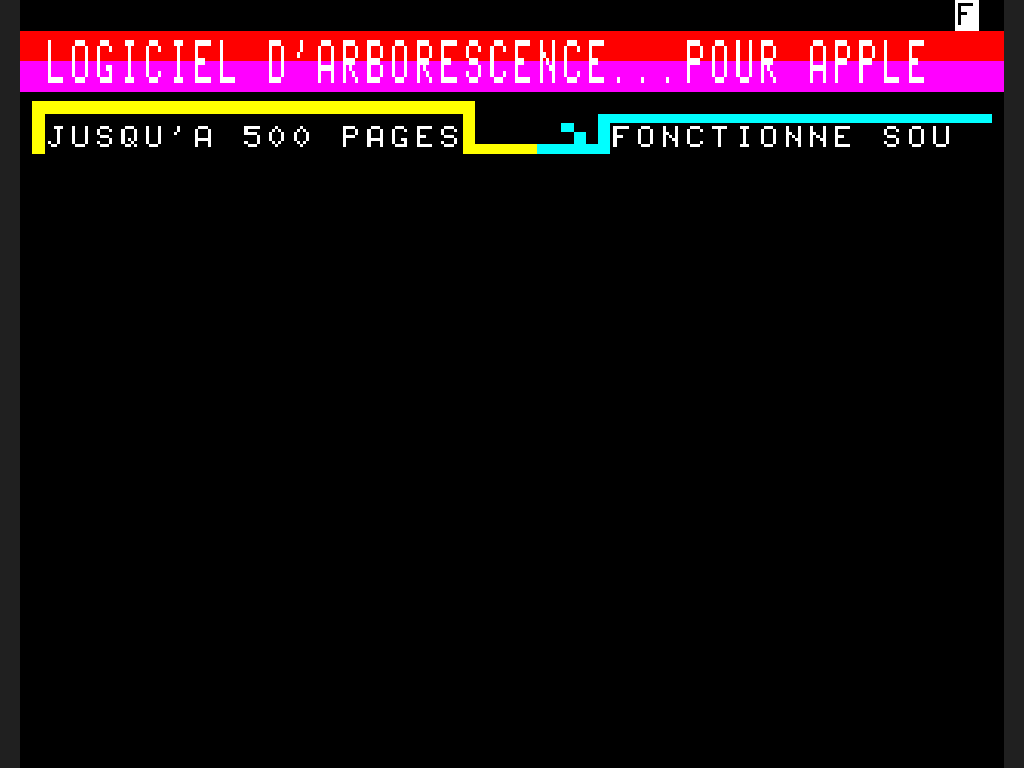 F
LOGICIEL D'ARBORESCENCE...POUR APPLE
JUSQU'A 500 PAGES FONCTIONNE SOU